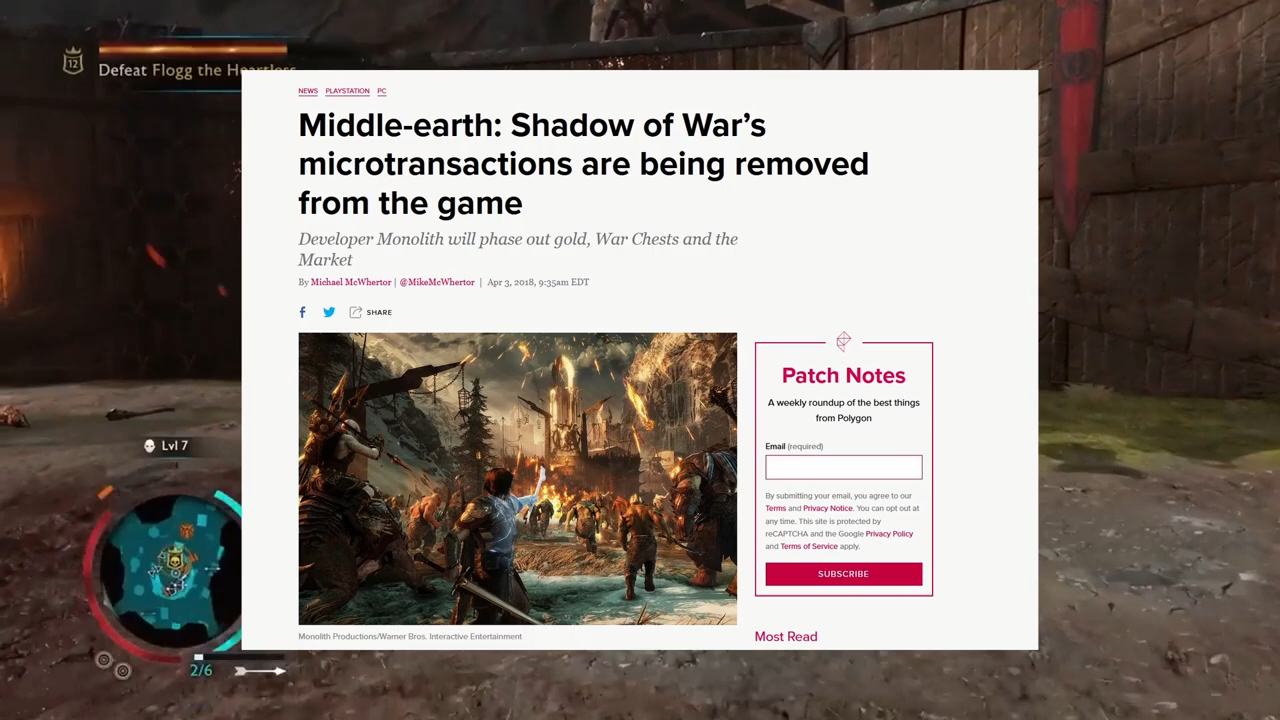 12
Defeat Flogg the Heartless
NEWS PLAYSTATION PC
Middle-earth: Shadow of War’s
microtransactions are being removed
from the game
Developer Monolith will phase out gold, War Chests and the
Market
By Michael McWhertor | @MikeMcWhertor | Apr 3, 2018, 9:35am EDT
SHARE
Patch Notes
A weekly roundup of the best things
from Polygon
Email (required)
By submitting your email, you agree to our
Terms and Privacy Notice. You can opt out at
any time. This site is protected by
reCAPTCHA and the Google Privacy Policy
and Terms of Service apply.
SUBSCRIBE
Monolith Productions/Warner Bros. Interactive Entertainment
Most Read
Lvl 7
2/6